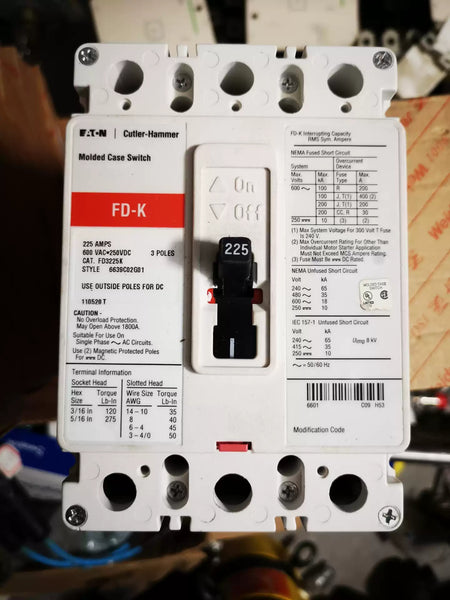 EATON | Cutler-Hammer
Molded Case Switch
FD-K
225 AMPS
600 VAC•250VDC 3 POLES
CAT. FD3225K
STYLE 6639C02G81
USE OUTSIDE POLES FOR DC
110528T
CAUTION -
No Overload Protection.
May Open Above 1800A.
Suitable For Use On
Single Phase ∼ AC Circuits.
Use (2) Magnetic Protected Poles
For DC.
Terminal Information
Socket Head Slotted Head
Hex Size Torque Lb-In Wire Size AWG Torque Lb-In
3/16 In 120 14 - 10 35
5/16 In 275 8 40
6 - 4 45
3 - 4/0 50
△ On
▽ Off
225
FD-K Interrupting Capacity
RMS Sym. Amperes
NEMA Fused Short Circuit
System Overcurrent Device
Max. Volts Max. kA Fuse Type Max. A
600 ∼ 100 R 200
100 J, T(1) 400
100 J, T(1) 200
200 CC, R 30
250 10 (3) (2)
(1) Max System Voltage For 300 Volt T Fuse
Is 240 V.
(2) Max Overcurrent Rating For Other Than
Individual Motor Starter Application
Must Not Exceed MCS Ampere Rating.
(3) Fuse Must be DC Rated.
NEMA Unfused Short Circuit
V kA
240 ∼ 65
480 ∼ 35
600 ∼ 18
250 10
MOLDED CASE
SWITCH
UL
IEC 157-1 Unfused Short Circuit
V kA
240 ∼ 65
415 ∼ 35
250 10
Uimp 8 kV
∼ = 50/60 Hz
6601 C09 H53
Modification Code